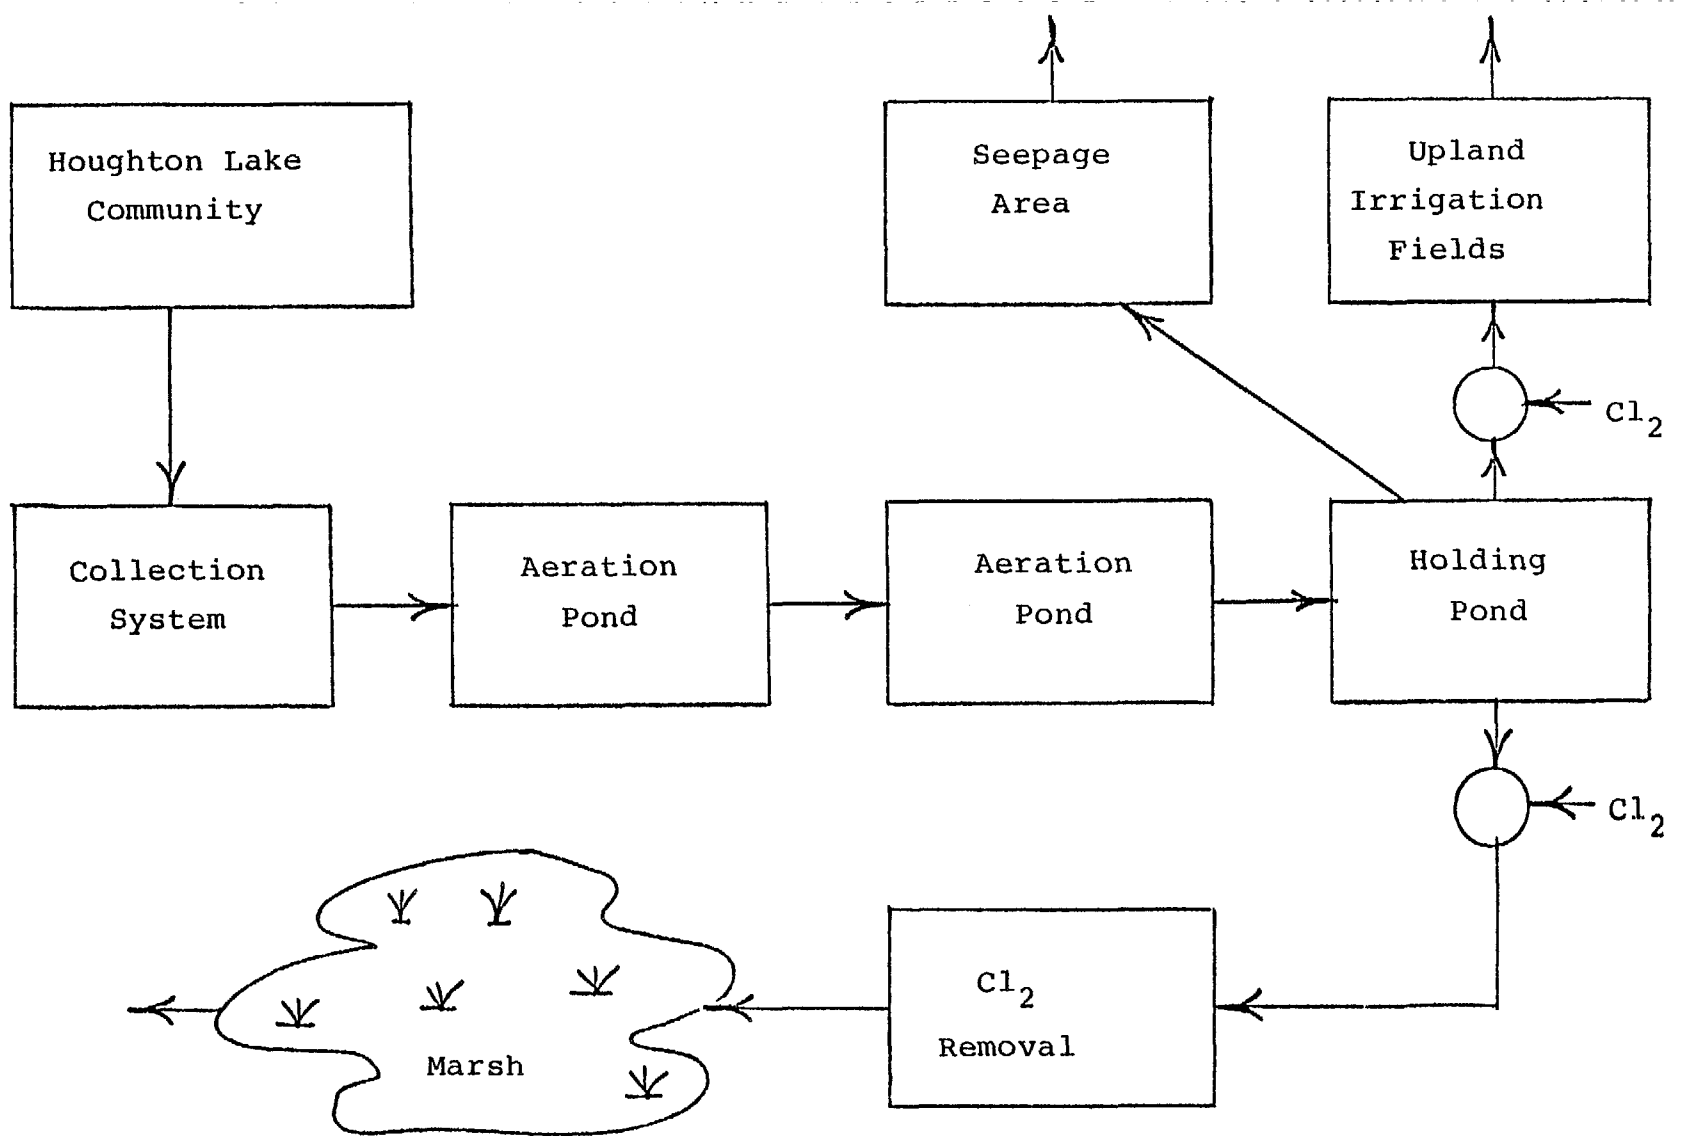 Houghton Lake
Community
Seepage
Area
Upland
Irrigation
Fields
Cl2
Collection
System
Aeration
Pond
Aeration
Pond
Holding
Pond
Cl2
Cl2
Removal
Marsh